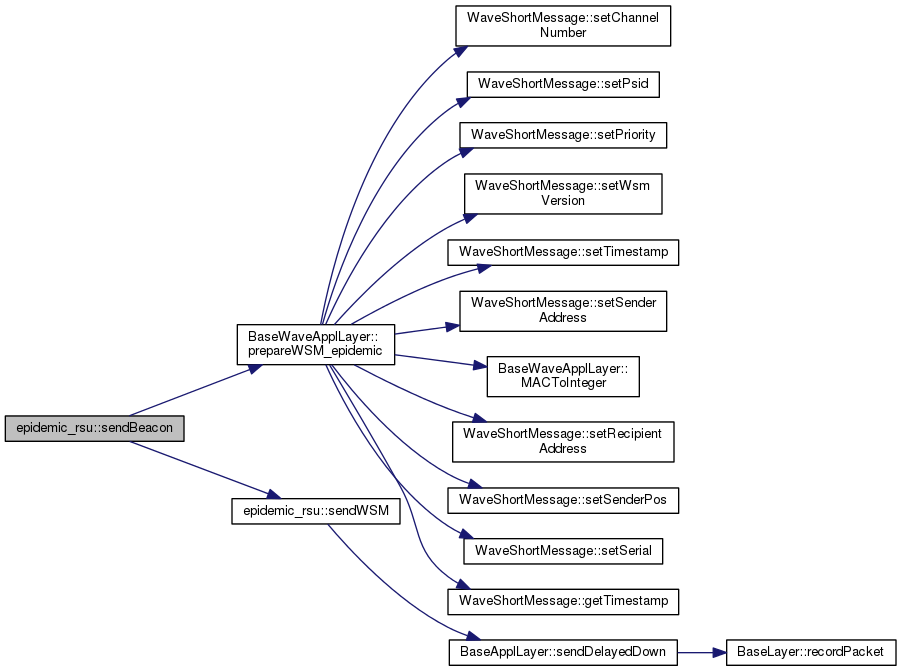 WaveShortMessage::setChannel
Number
WaveShortMessage::setPsid
WaveShortMessage::setPriority
WaveShortMessage::setWsm
Version
WaveShortMessage::setTimestamp
WaveShortMessage::setSender
Address
BaseWaveApplLayer::
prepareWSM_epidemic
BaseWaveApplLayer::
MACToInteger
epidemic_rsu::sendBeacon
WaveShortMessage::setRecipient
Address
WaveShortMessage::setSenderPos
epidemic_rsu::sendWSM
WaveShortMessage::setSerial
WaveShortMessage::getTimestamp
BaseApplLayer::sendDelayedDown
BaseLayer::recordPacket